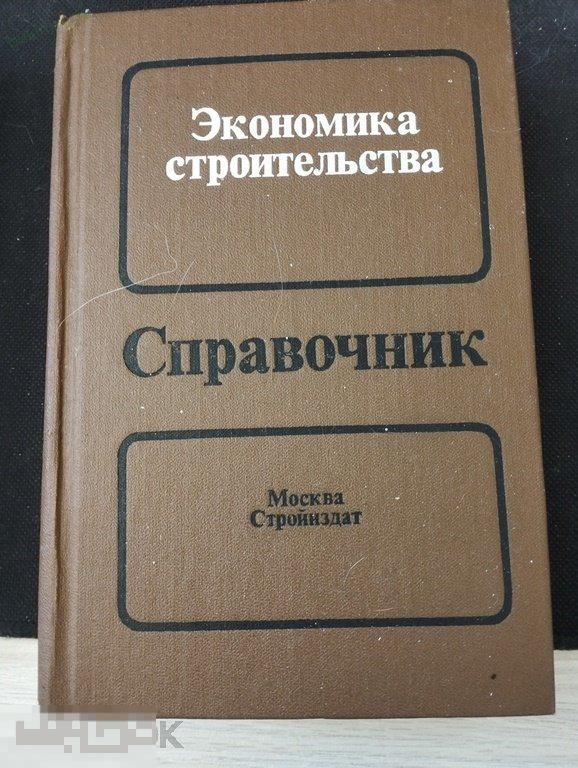 Экономика
строительства
Справочник
Москва
Стройиздат